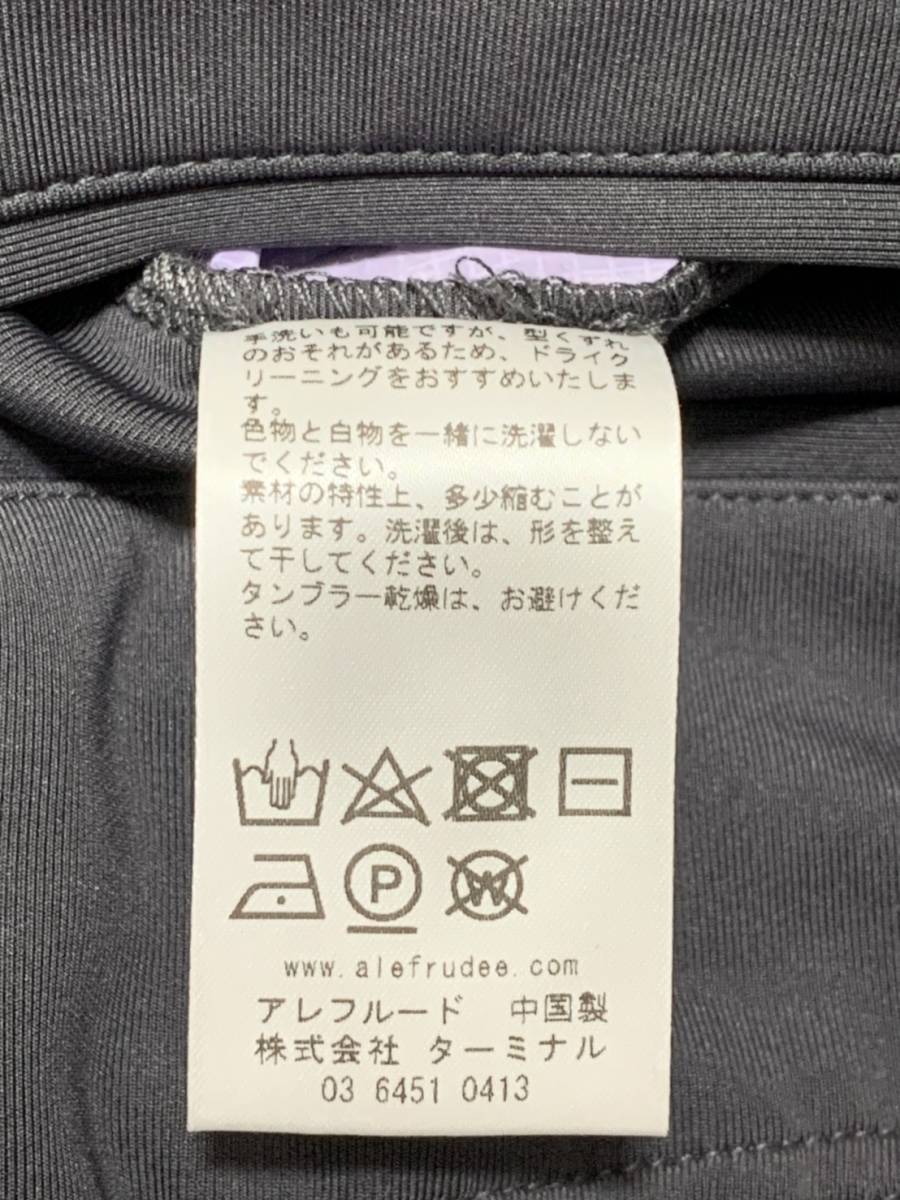 手洗いも可能ですが、型くずれ
のおそれがあるため、ドライク
リーニングをおすすめいたしま
す。
色物と白物を一緒に洗濯しない
でください。
素材の特性上、多少縮むことが
あります。洗濯後は、形を整え
て干してください。
タンブラー乾燥は、お避けくだ
さい。
P W
www.alefrudee.com
アレフルード 中国製
株式会社 ターミナル
03 6451 0413